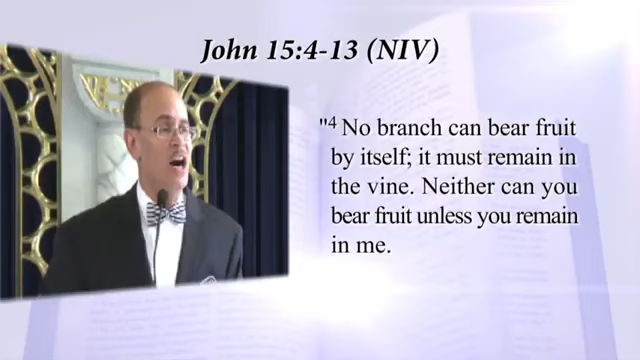 John 15:4-13 (NIV)
"4 No branch can bear fruit
by itself; it must remain in
the vine. Neither can you
bear fruit unless you remain
in me.